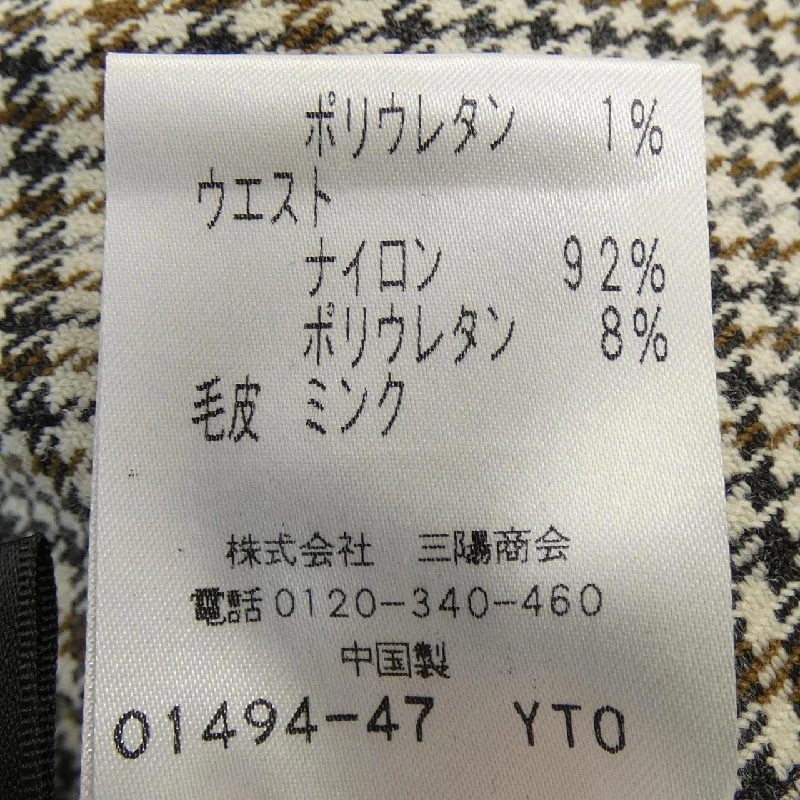 ポリウレタン 1%
ウエスト
ナイロン 92%
ポリウレタン 8%
毛皮 ミンク
株式会社 三陽商会
電話0120-340-460
中国製
01494-47 YTO